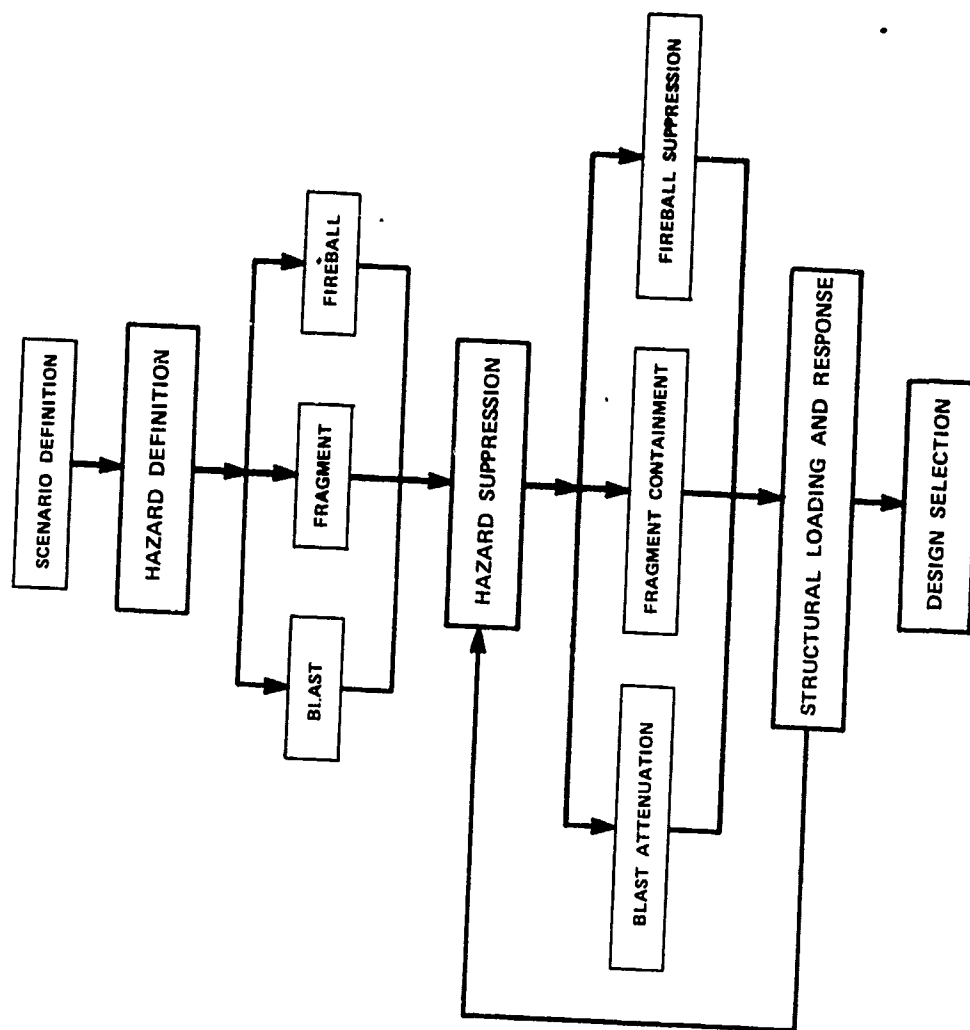 SCENARIO DEFINITION
HAZARD DEFINITION
BLAST
FRAGMENT
FIREBALL
HAZARD SUPPRESSION
BLAST ATTENUATION
FRAGMENT CONTAINMENT
FIREBALL SUPPRESSION
STRUCTURAL LOADING AND RESPONSE
DESIGN SELECTION